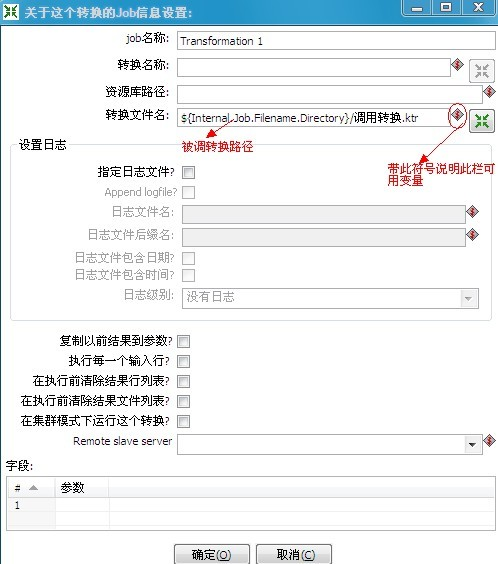 关于这个转换的Job信息设置:
job名称:
Transformation 1
转换名称:
资源库路径:
转换文件名:
${Internal.Job.Filename.Directory}/调用转换.ktr
被调转换路径
带此符号说明此栏可
用变量
设置日志
指定日志文件?
Append logfile?
日志文件名:
日志文件后缀名:
日志文件包含日期?
日志文件包含时间?
日志级别:
没有日志
复制以前结果到参数?
执行每一个输入行?
在执行前清除结果行列表?
在执行前清除结果文件列表?
在集群模式下运行这个转换?
Remote slave server
字段:
# 参数
1
确定(O) 取消(C)